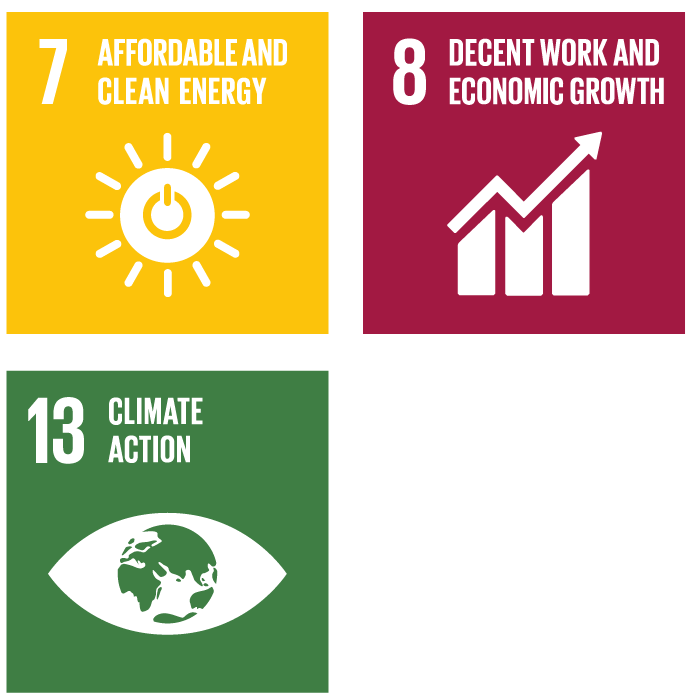 7
AFFORDABLE AND
CLEAN ENERGY
8
DECENT WORK AND
ECONOMIC GROWTH
13
CLIMATE
ACTION